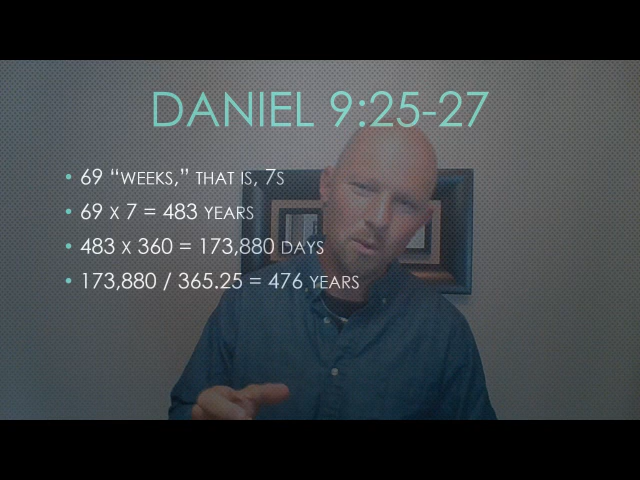 DANIEL 9:25-27
• 69 “WEEKS,” THAT IS, 7S
• 69 X 7 = 483 YEARS
• 483 X 360 = 173,880 DAYS
• 173,880 / 365.25 = 476 YEARS